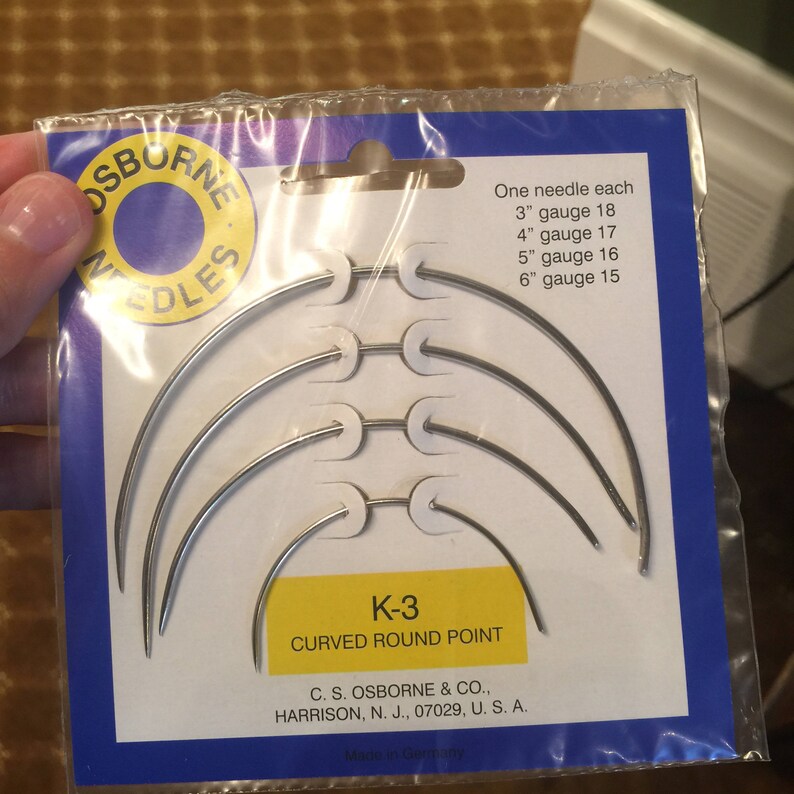 OSBORNE
NEEDLES ·
One needle each
3” gauge 18
4” gauge 17
5” gauge 16
6” gauge 15
K-3
CURVED ROUND POINT
C. S. OSBORNE & CO.,
HARRISON, N. J., 07029, U. S. A.
Made in Germany